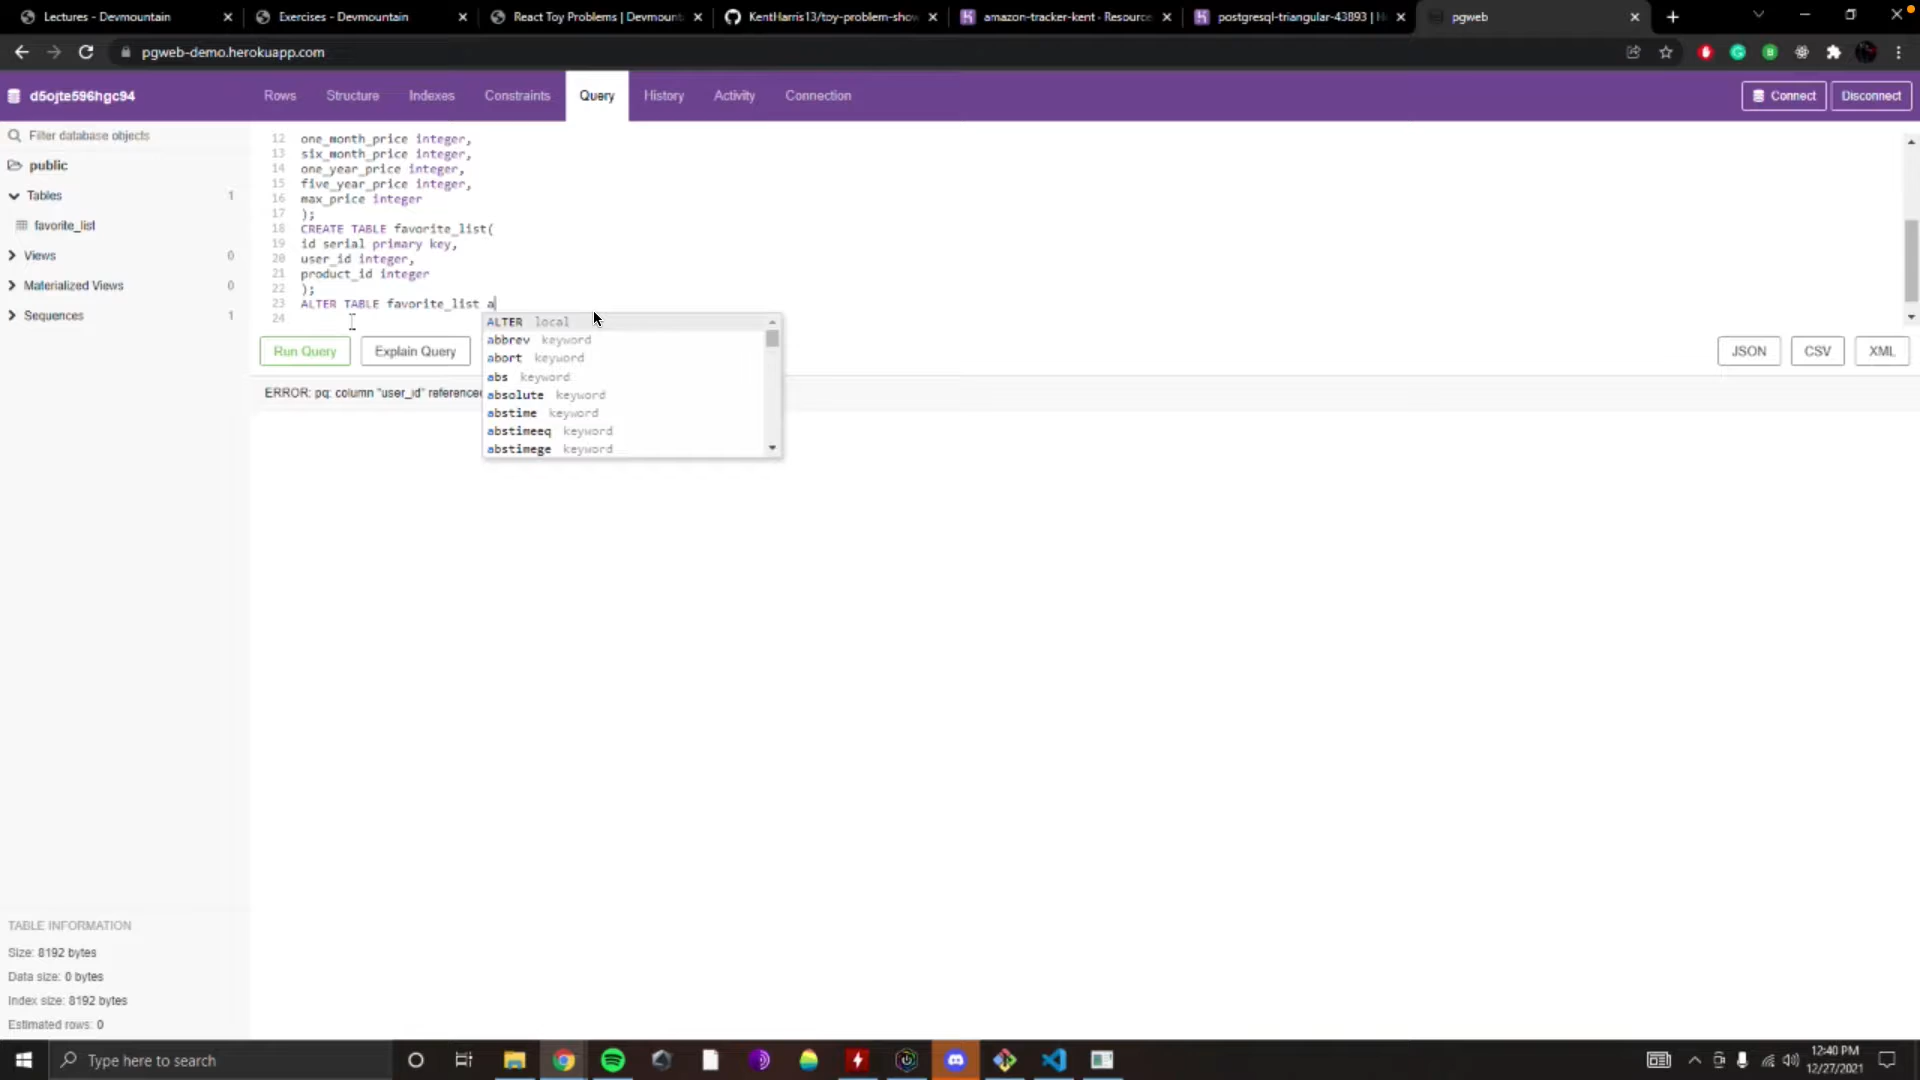 Lectures - Devmountain
Exercises - Devmountain
React Toy Problems | Devmount
KentHarris13/toy-problem-show
amazon-tracker-kent · Resource
postgresql-triangular-43893 | H
pgweb
pgweb-demo.herokuapp.com
d5ojte596hgc94
Rows
Structure
Indexes
Constraints
Query
History
Activity
Connection
Connect
Disconnect
Filter database objects
public
Tables 1
favorite_list
Views 0
Materialized Views 0
Sequences 1
12 one_month_price integer,
13 six_month_price integer,
14 one_year_price integer,
15 five_year_price integer,
16 max_price integer
17 );
18 CREATE TABLE favorite_list(
19 id serial primary key,
20 user_id integer,
21 product_id integer
22 );
23 ALTER TABLE favorite_list a
24
ALTER local
abbrev keyword
abort keyword
abs keyword
absolute keyword
abstime keyword
abstimeeq keyword
abstimege keyword
Run Query
Explain Query
JSON
CSV
XML
ERROR: pq: column "user_id" reference
TABLE INFORMATION
Size: 8192 bytes
Data size: 0 bytes
Index size: 8192 bytes
Estimated rows: 0
Type here to search
12:40 PM
12/27/2021